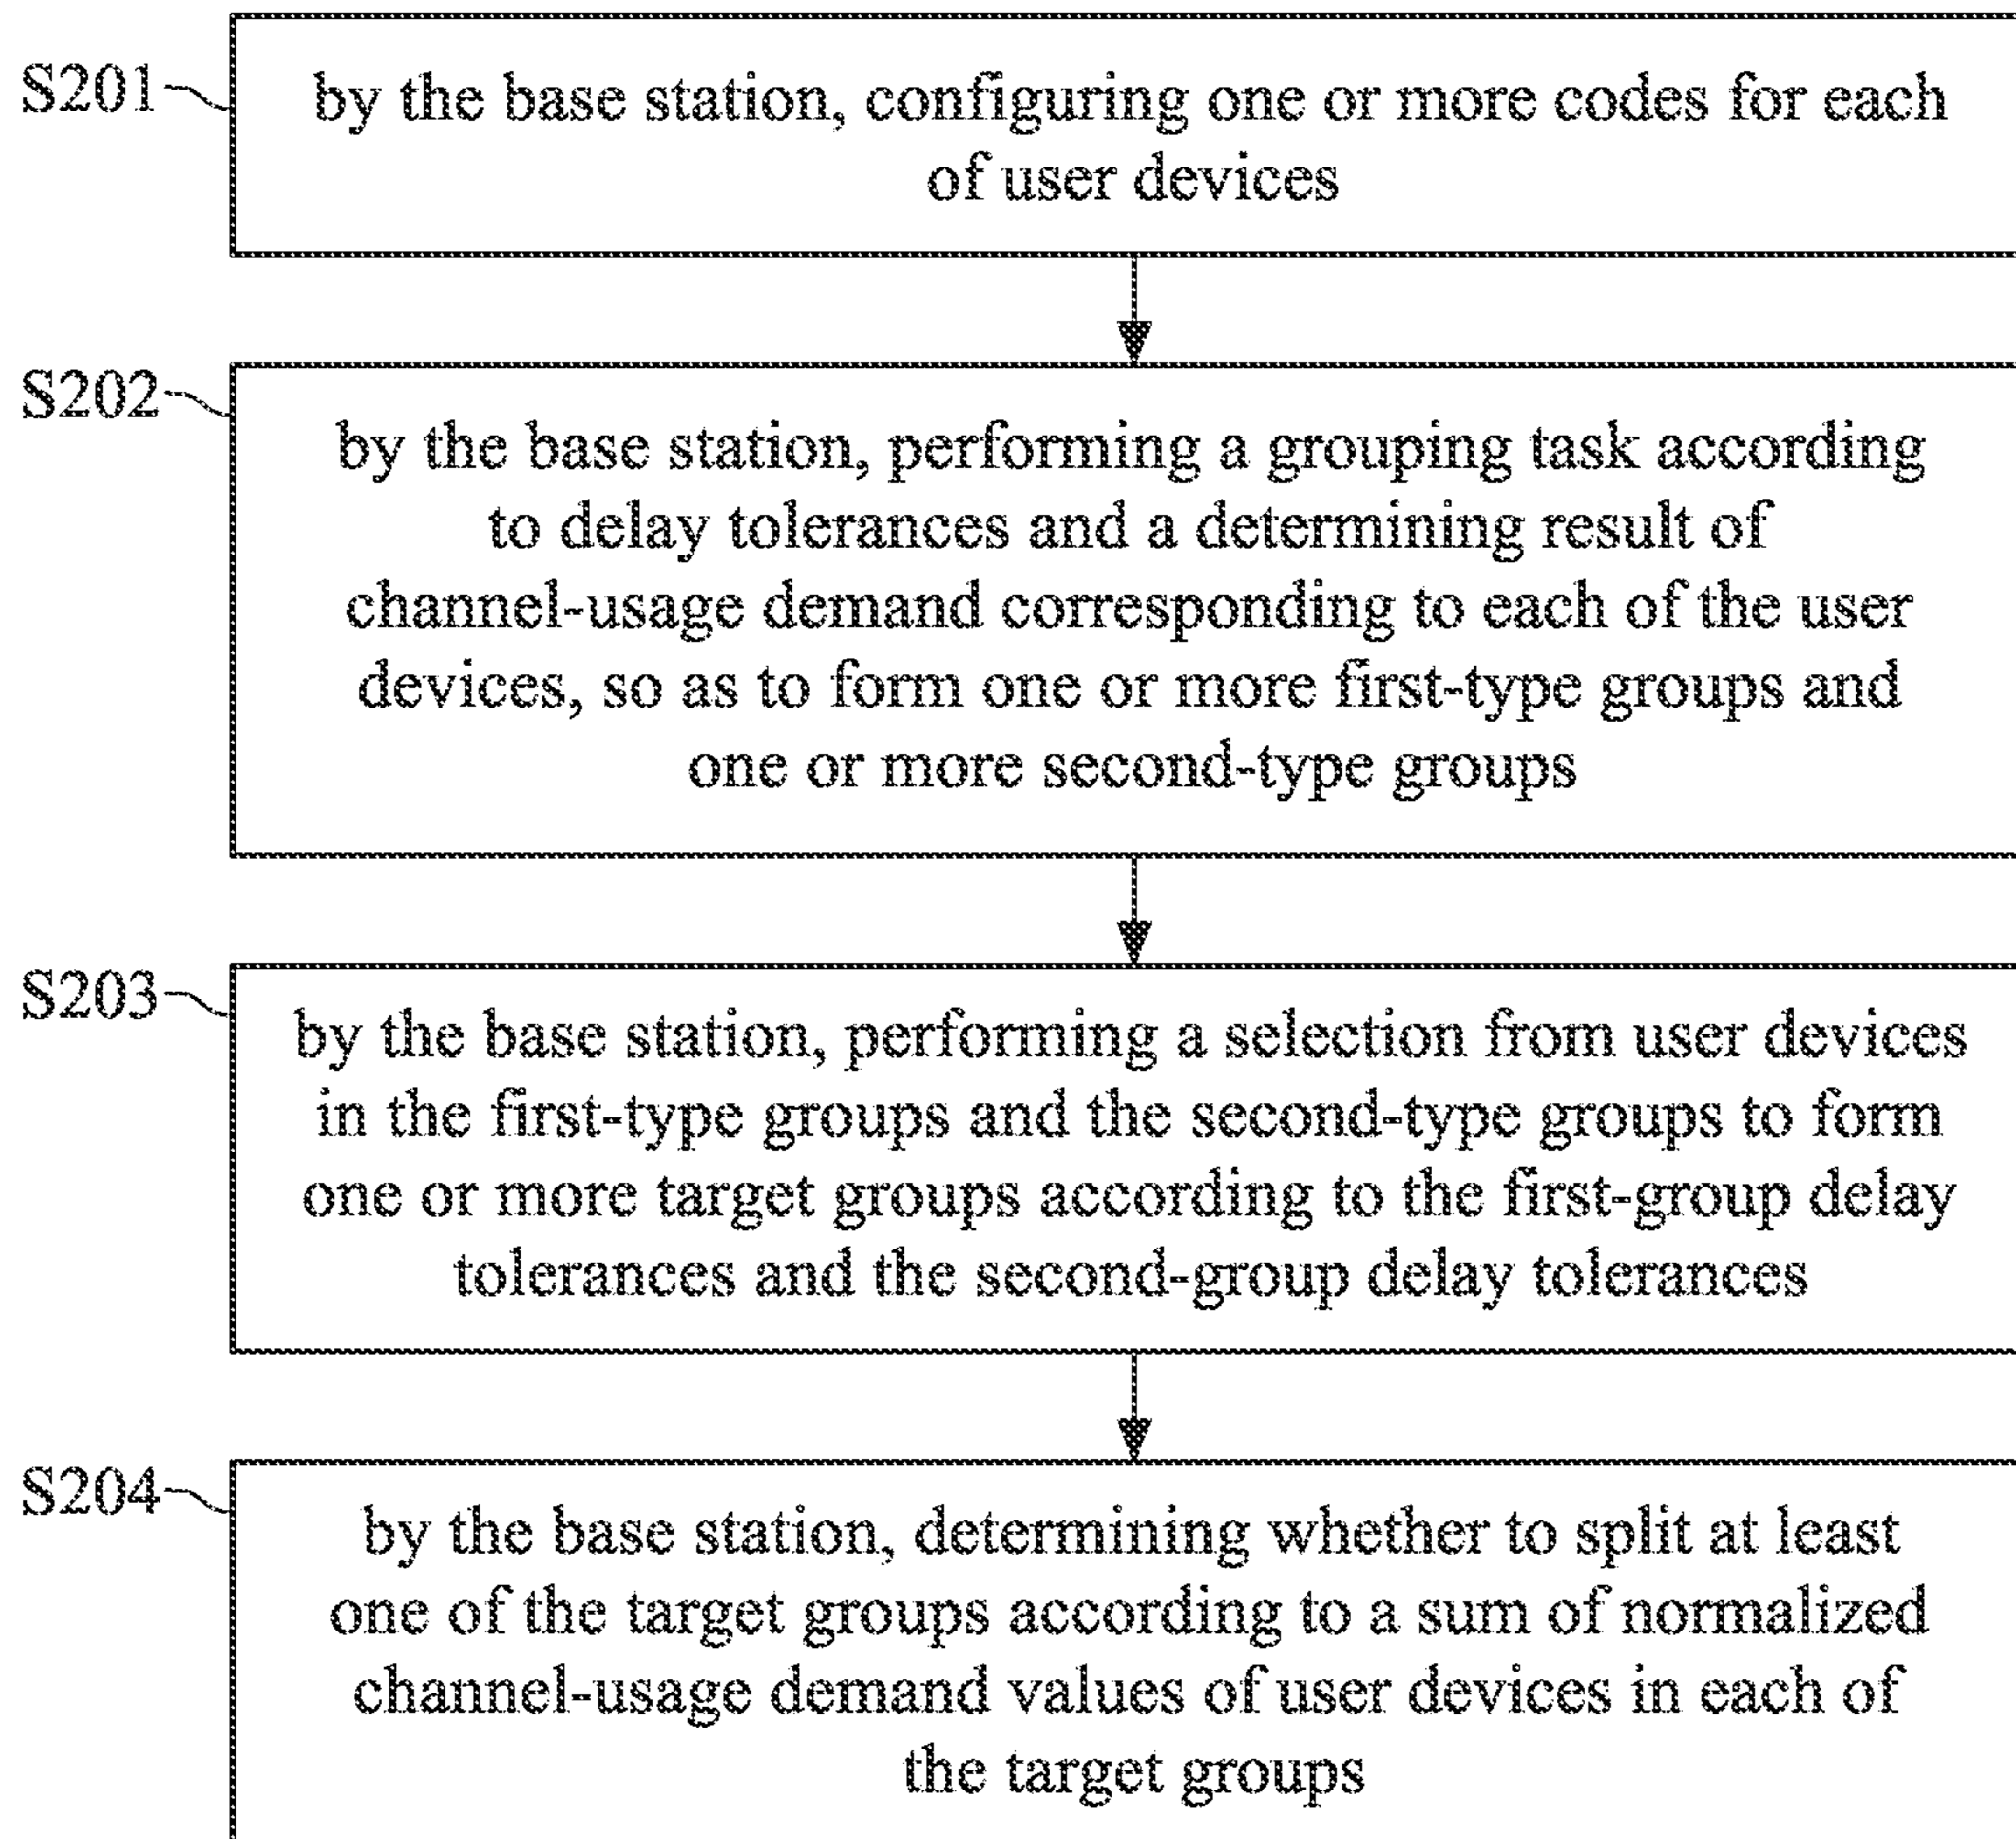 S201
by the base station, configuring one or more codes for each
of user devices
S202
by the base station, performing a grouping task according
to delay tolerances and a determining result of
channel-usage demand corresponding to each of the user
devices, so as to form one or more first-type groups and
one or more second-type groups
S203
by the base station, performing a selection from user devices
in the first-type groups and the second-type groups to form
one or more target groups according to the first-group delay
tolerances and the second-group delay tolerances
S204
by the base station, determining whether to split at least
one of the target groups according to a sum of normalized
channel-usage demand values of user devices in each of
the target groups